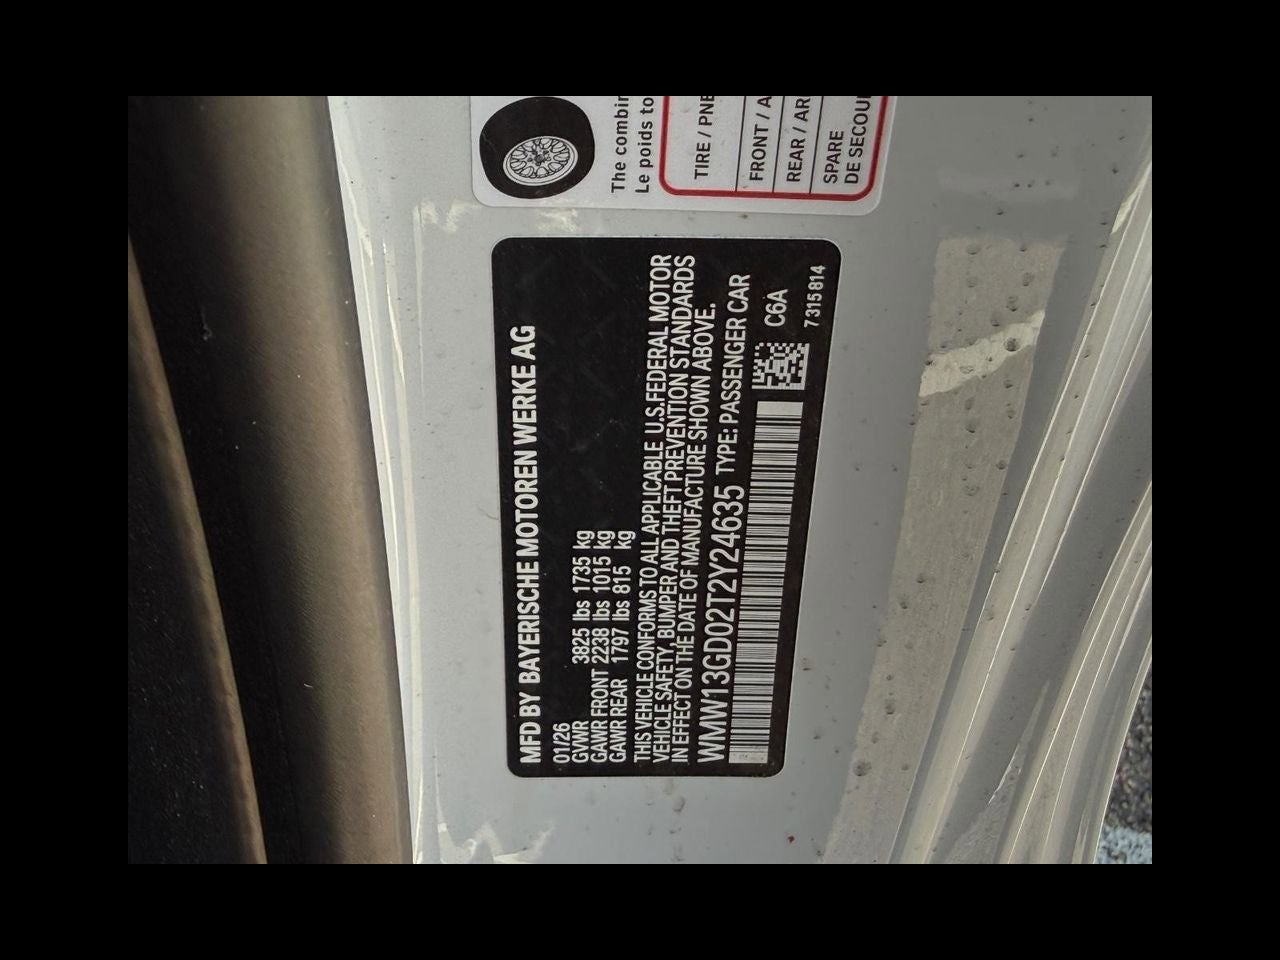 MFD BY BAYERISCHE MOTOREN WERKE AG
01/26
GVWR 3825 lbs 1735 kg
GAWR FRONT 2238 lbs 1015 kg
GAWR REAR 1797 lbs 815 kg
THIS VEHICLE CONFORMS TO ALL APPLICABLE U.S.FEDERAL MOTOR
VEHICLE SAFETY, BUMPER AND THEFT PREVENTION STANDARDS
IN EFFECT ON THE DATE OF MANUFACTURE SHOWN ABOVE.
WMW13GD02T2Y24635 TYPE: PASSENGER CAR
C6A
7315814
The combin
Le poids to
TIRE / PNE
FRONT / A
REAR / AR
SPARE
DE SECOU